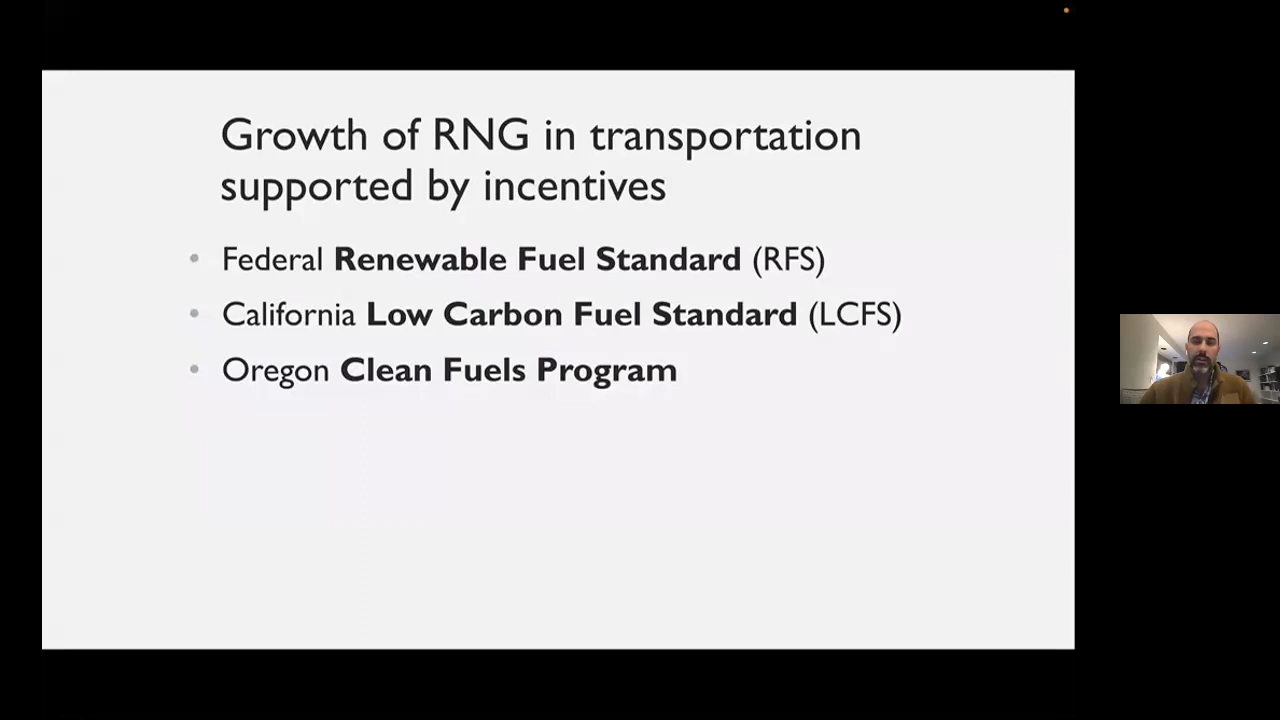 Growth of RNG in transportation
supported by incentives
• Federal Renewable Fuel Standard (RFS)
• California Low Carbon Fuel Standard (LCFS)
• Oregon Clean Fuels Program